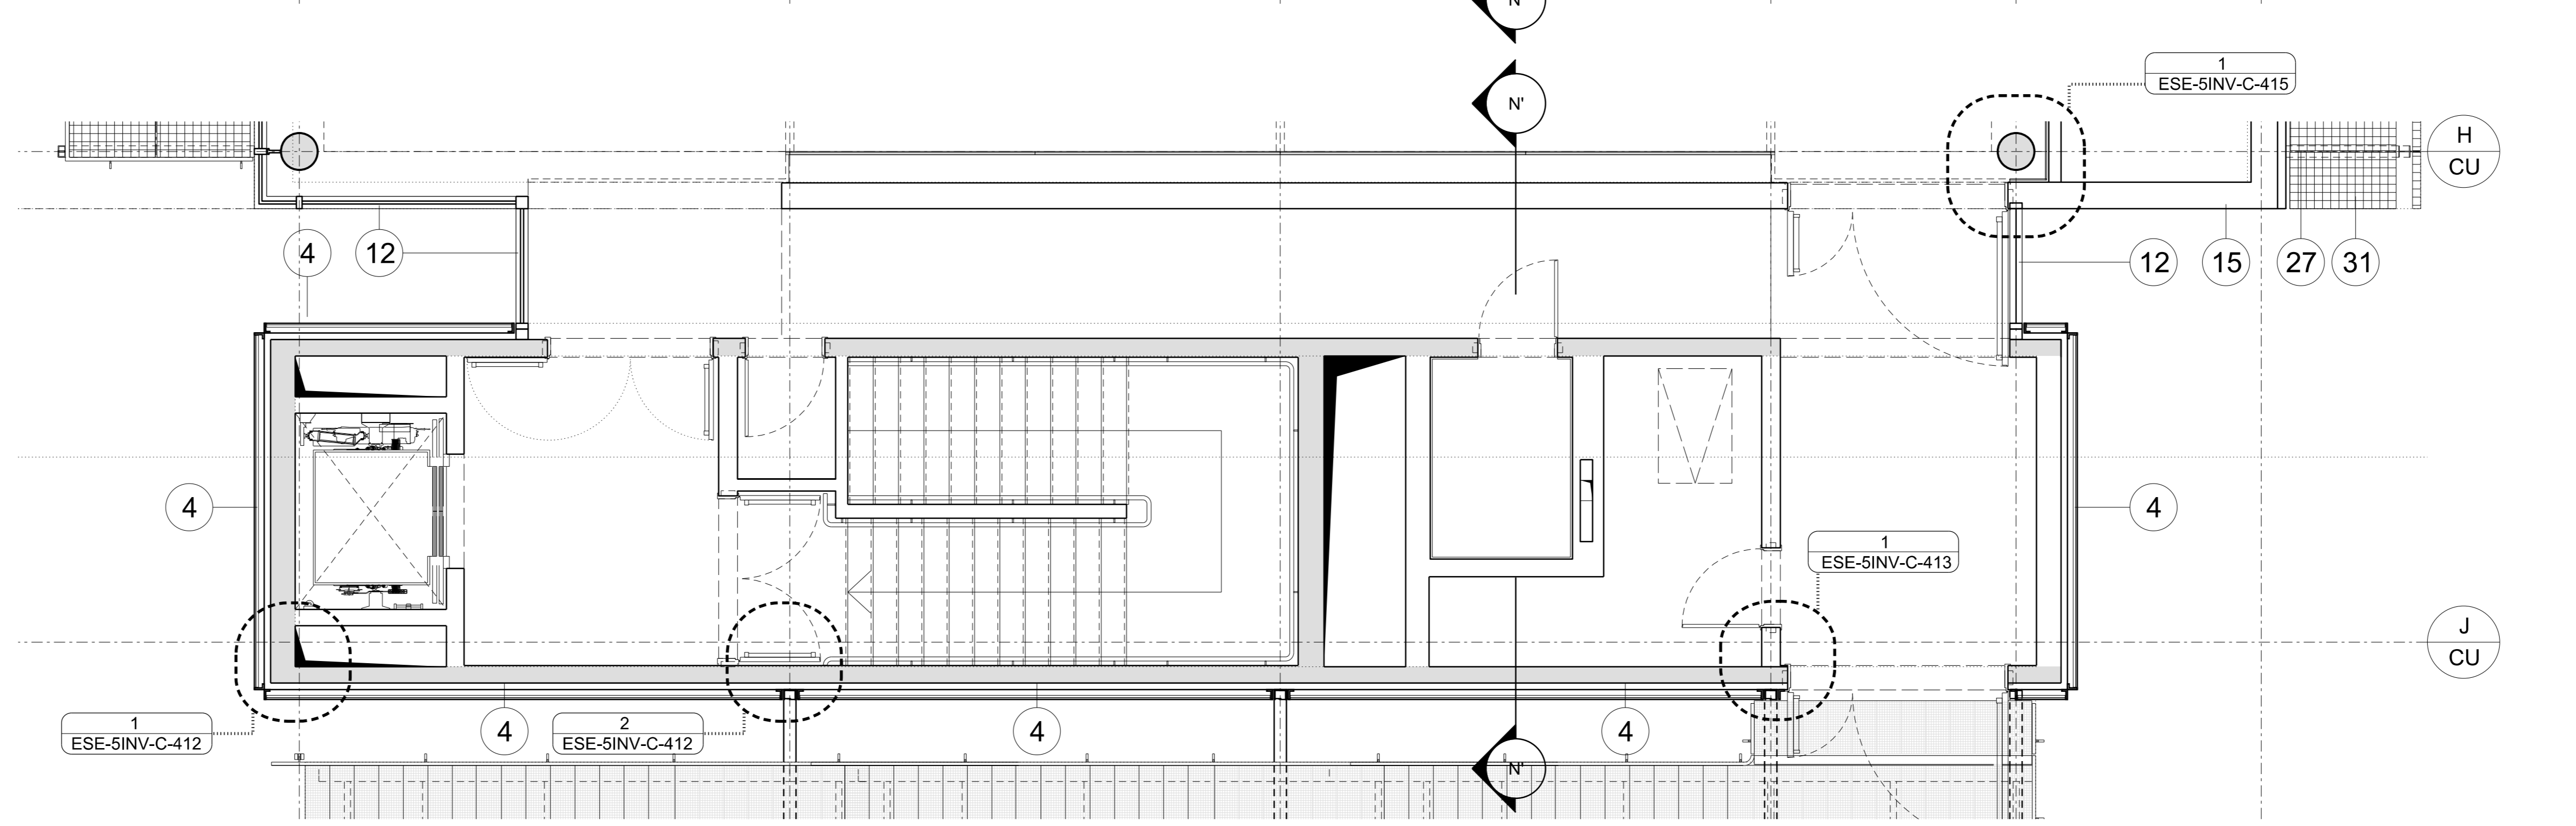 N'
N'
1
ESE-5INV-C-415
H
CU
4
12
12
15
27
31
4
4
1
ESE-5INV-C-413
J
CU
1
ESE-5INV-C-412
4
2
ESE-5INV-C-412
4
4
N'